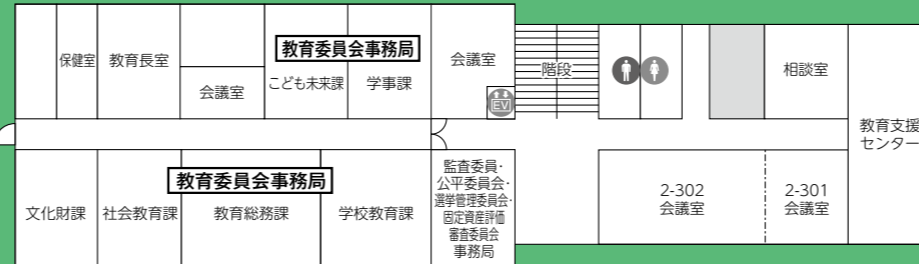 保健室
教育長室
会議室
教育委員会事務局
こども未来課
学事課
会議室
EV
階段
相談室
教育支援
センター
文化財課
社会教育課
教育委員会事務局
教育総務課
学校教育課
監査委員・
公平委員会・
選挙管理委員会・
固定資産評価
審査委員会
事務局
2-302
会議室
2-301
会議室